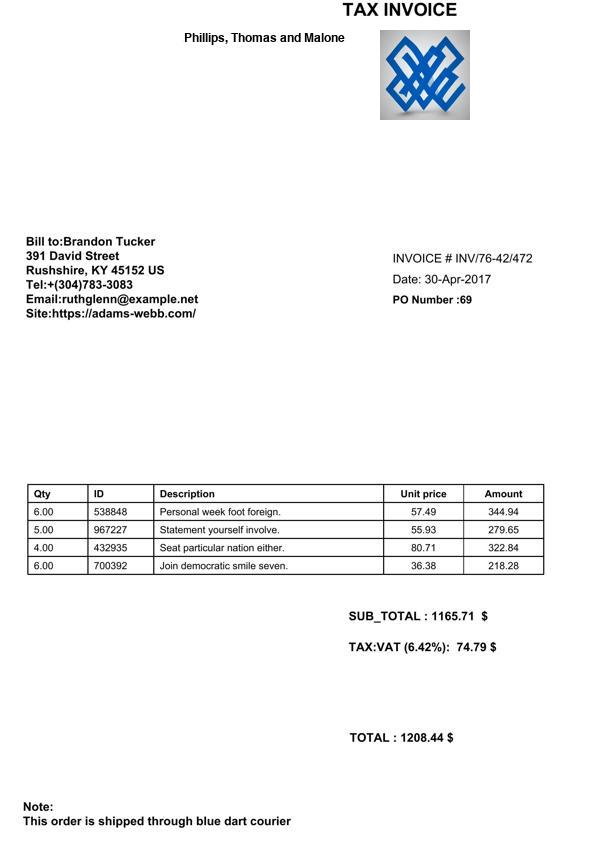 TAX INVOICE
Phillips, Thomas and Malone
Bill to:Brandon Tucker
391 David Street
Rushshire, KY 45152 US
Tel:+(304)783-3083
Email:ruthglenn@example.net
Site:https://adams-webb.com/
INVOICE # INV/76-42/472
Date: 30-Apr-2017
PO Number :69
Qty ID Description Unit price Amount
6.00 538848 Personal week foot foreign. 57.49 344.94
5.00 967227 Statement yourself involve. 55.93 279.65
4.00 432935 Seat particular nation either. 80.71 322.84
6.00 700392 Join democratic smile seven. 36.38 218.28
SUB_TOTAL : 1165.71 $
TAX:VAT (6.42%): 74.79 $
TOTAL : 1208.44 $
Note:
This order is shipped through blue dart courier